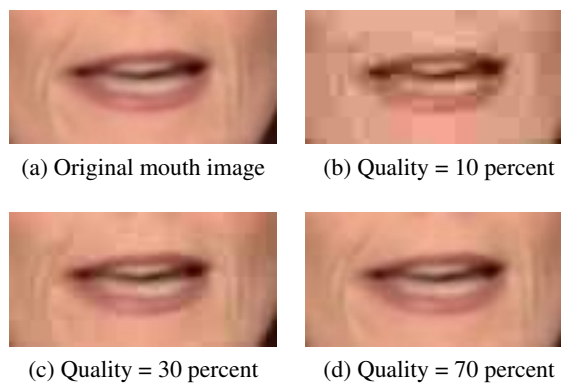 (a) Original mouth image
(b) Quality = 10 percent
(c) Quality = 30 percent
(d) Quality = 70 percent